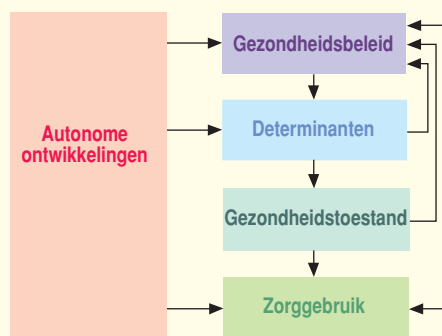 Gezondheidsbeleid
Autonome
ontwikkelingen
Determinanten
Gezondheidstoestand
Zorggebruik